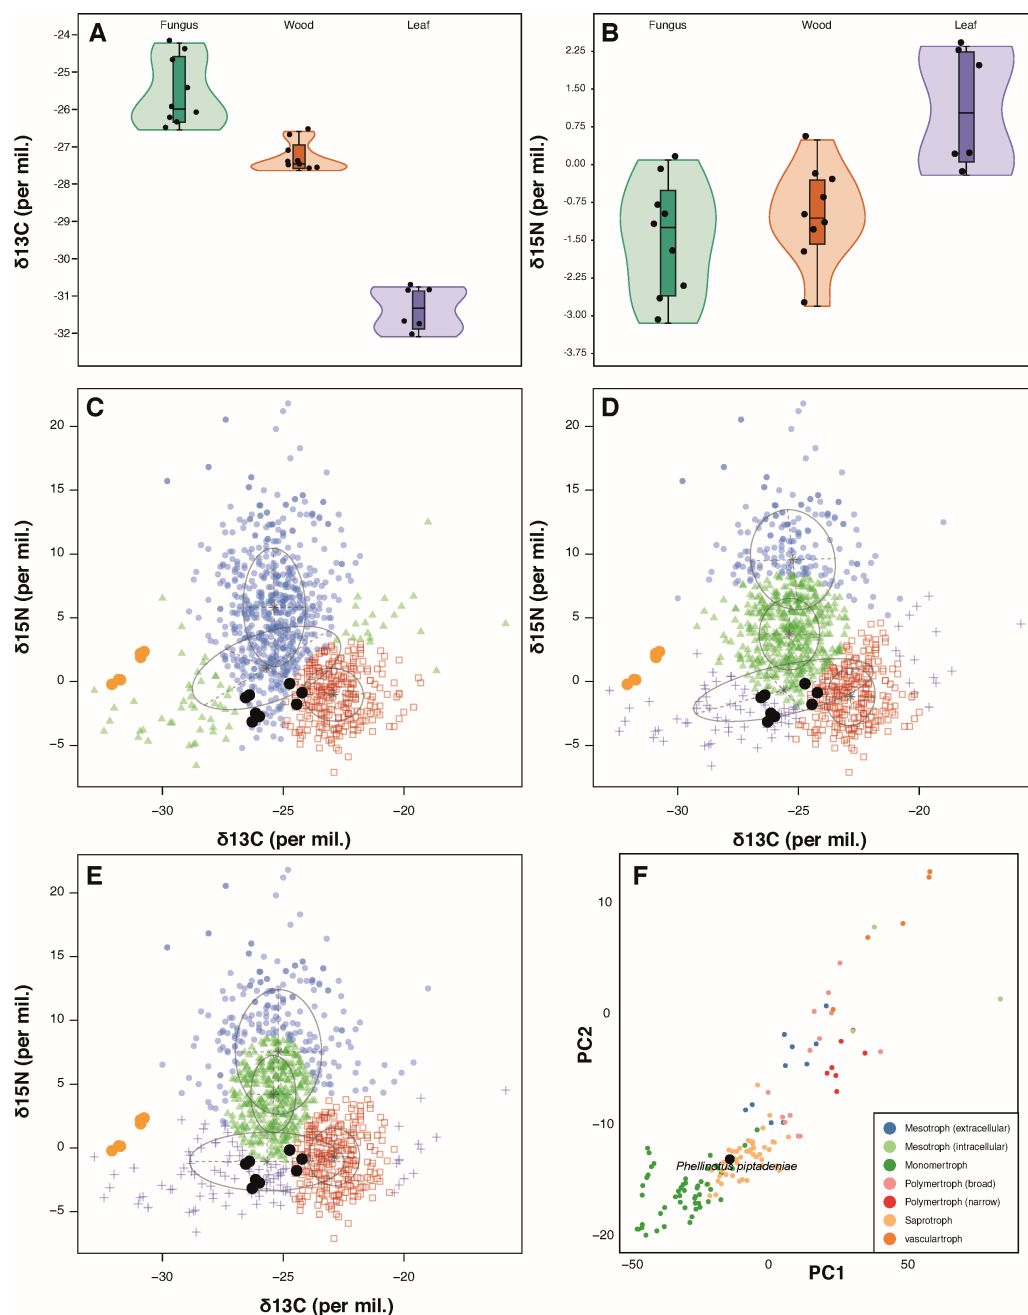 A
Fungus
Wood
Leaf
-24
-25
-26
-27
-28
-29
-30
-31
-32
δ13C (per mil.)
B
Fungus
Wood
Leaf
2.25
1.50
0.75
0.00
-0.75
-1.50
-2.25
-3.00
-3.75
δ15N (per mil.)
C
20
15
10
5
0
−5
δ15N (per mil.)
−30
−25
−20
δ13C (per mil.)
D
20
15
10
5
0
−5
δ15N (per mil.)
−30
−25
−20
δ13C (per mil.)
E
20
15
10
5
0
−5
δ15N (per mil.)
−30
−25
−20
δ13C (per mil.)
F
10
0
−10
−20
PC2
Phellinotus piptadeniae
Mesotroph (extracellular)
Mesotroph (intracellular)
Monomertroph
Polymertroph (broad)
Polymertroph (narrow)
Saprotroph
vasculartroph
−50
0
50
PC1